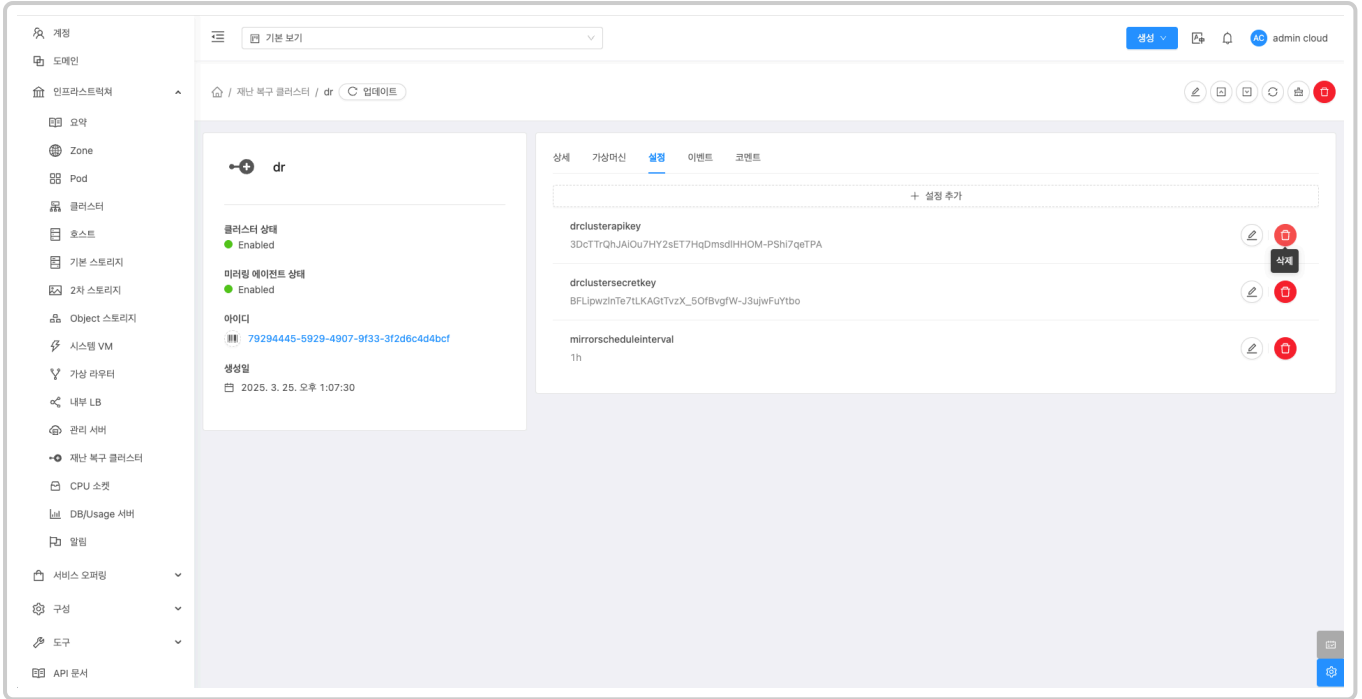 계정
도메인
인프라스트럭쳐
요약
Zone
Pod
클러스터
호스트
기본 스토리지
2차 스토리지
Object 스토리지
시스템 VM
가상 라우터
내부 LB
관리 서버
재난 복구 클러스터
CPU 소켓
DB/Usage 서버
알림
서비스 오퍼링
구성
도구
API 문서
기본 보기
생성
AC admin cloud
/ 재난 복구 클러스터 / dr 업데이트
dr
클러스터 상태
Enabled
미러링 에이전트 상태
Enabled
아이디
79294445-5929-4907-9f33-3f2d6c4d4bcf
생성일
2025. 3. 25. 오후 1:07:30
상세 가상머신 설정 이벤트 코멘트
+ 설정 추가
drclusterapikey
3DcTTrQhJAiOu7HY2sET7HqDmsdlHHOM-PShi7qeTPA
삭제
drclustersecretkey
BFLipwzlnTe7tLKAGtTvzX_5OfBvgfW-J3ujwFuYtbo
mirrorscheduleinterval
1h